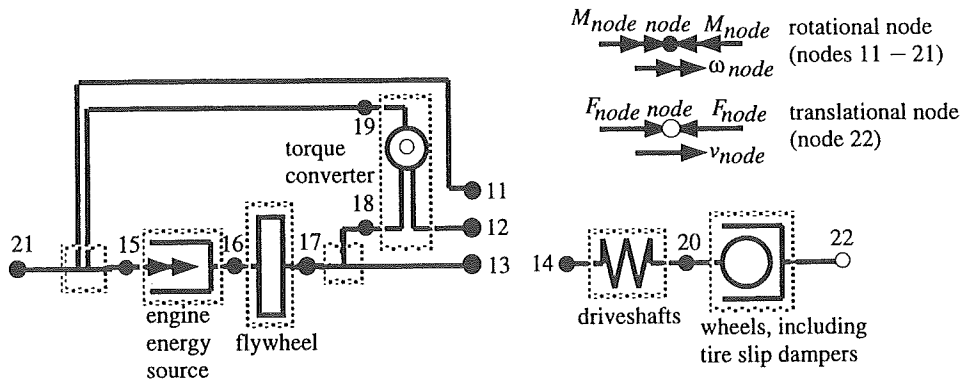 M_node node M_node
ω_node
rotational node
(nodes 11 – 21)
F_node node F_node
v_node
translational node
(node 22)
19
torque
converter
11
18
12
21
15
16
17
13
engine
energy
source
flywheel
14
20
22
driveshafts
wheels, including
tire slip dampers